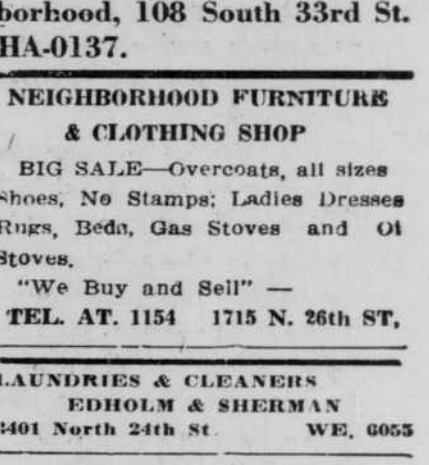 borhood, 108 South 33rd St.
HA-0137.
NEIGHBORHOOD FURNITURE
& CLOTHING SHOP
BIG SALE—Overcoats, all sizes
Shoes, No Stamps; Ladies Dresses
Rugs, Beds, Gas Stoves and Oi
Stoves.
"We Buy and Sell" —
TEL. AT. 1154 1715 N. 26th ST,
LAUNDRIES & CLEANERS
EDHOLM & SHERMAN
2401 North 24th St. WE. 6055